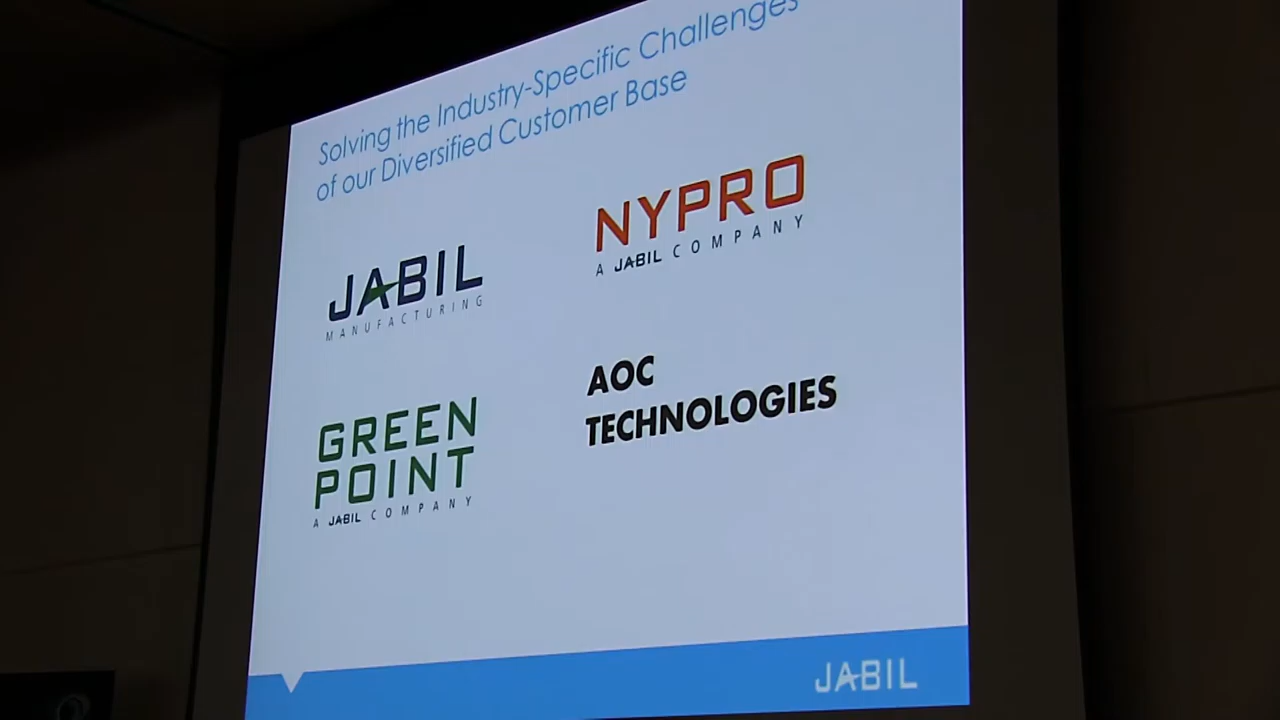 Solving the Industry-Specific Challenges
of our Diversified Customer Base
JABIL
MANUFACTURING
NYPRO
A JABIL COMPANY
GREEN
POINT
A JABIL COMPANY
AOC
TECHNOLOGIES
JABIL